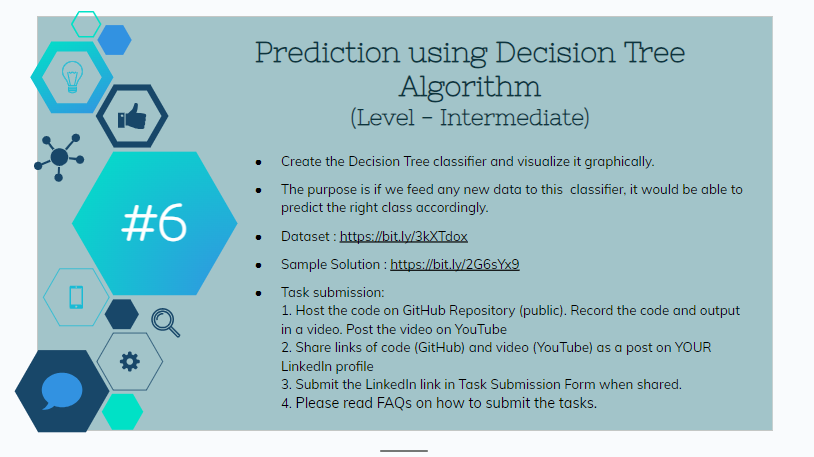 Prediction using Decision Tree
Algorithm
(Level - Intermediate)
#6
● Create the Decision Tree classifier and visualize it graphically.
● The purpose is if we feed any new data to this classifier, it would be able to
predict the right class accordingly.
● Dataset : https://bit.ly/3kXTdox
● Sample Solution : https://bit.ly/2G6sYx9
● Task submission:
1. Host the code on GitHub Repository (public). Record the code and output
in a video. Post the video on YouTube
2. Share links of code (GitHub) and video (YouTube) as a post on YOUR
LinkedIn profile
3. Submit the LinkedIn link in Task Submission Form when shared.
4. Please read FAQs on how to submit the tasks.